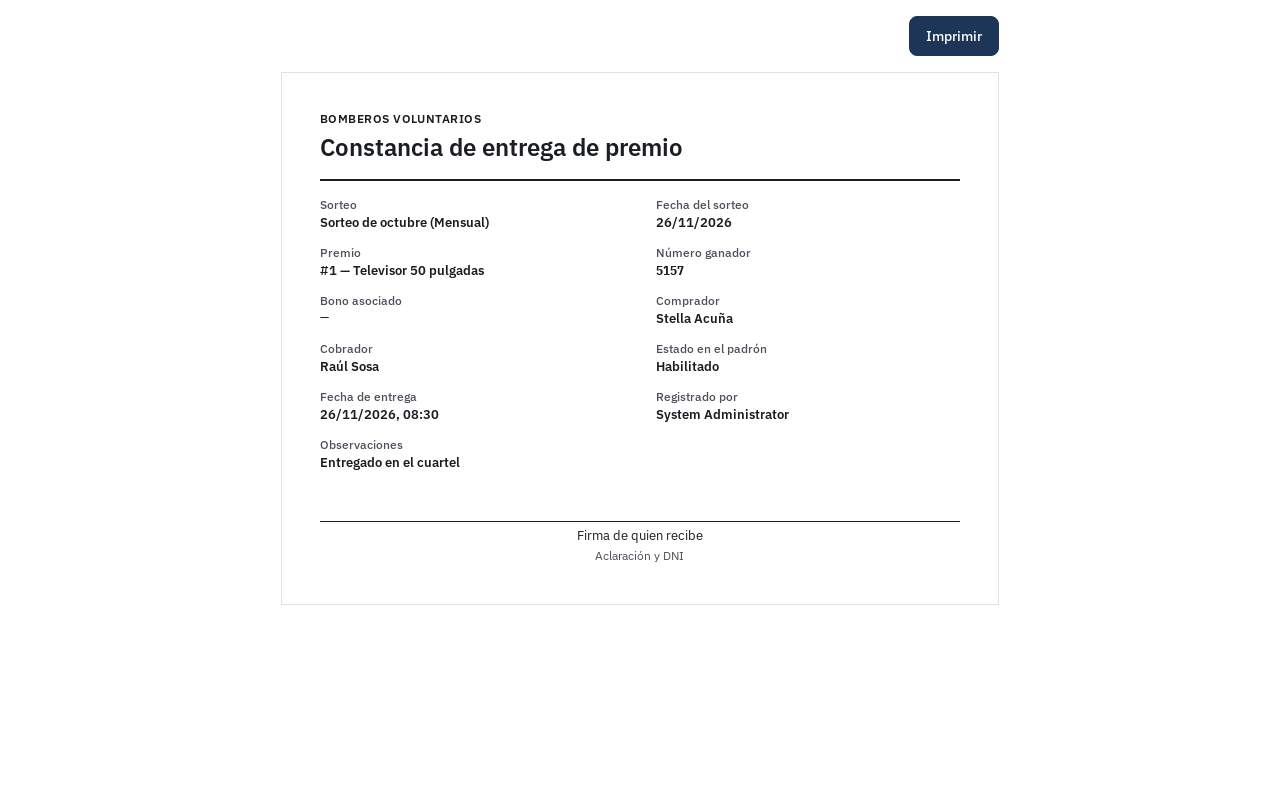 Imprimir
BOMBEROS VOLUNTARIOS
Constancia de entrega de premio
Sorteo
Sorteo de octubre (Mensual)
Fecha del sorteo
26/11/2026
Premio
#1 — Televisor 50 pulgadas
Número ganador
5157
Bono asociado
—
Comprador
Stella Acuña
Cobrador
Raúl Sosa
Estado en el padrón
Habilitado
Fecha de entrega
26/11/2026, 08:30
Registrado por
System Administrator
Observaciones
Entregado en el cuartel
Firma de quien recibe
Aclaración y DNI